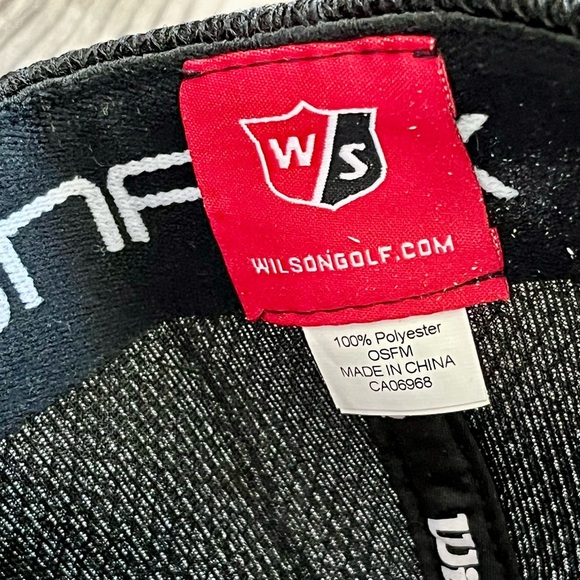 W/S
WILSONGOLF.COM
100% Polyester
OSFM
MADE IN CHINA
CA06968